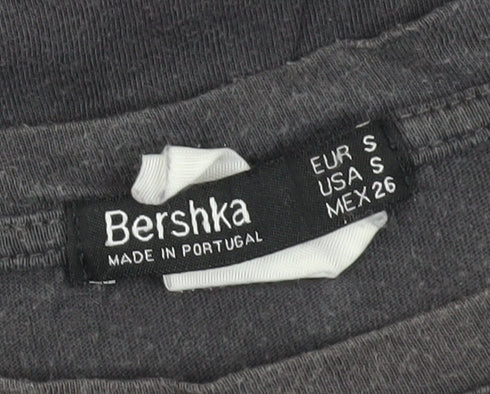 Bershka
MADE IN PORTUGAL
EUR S
USA S
MEX 26